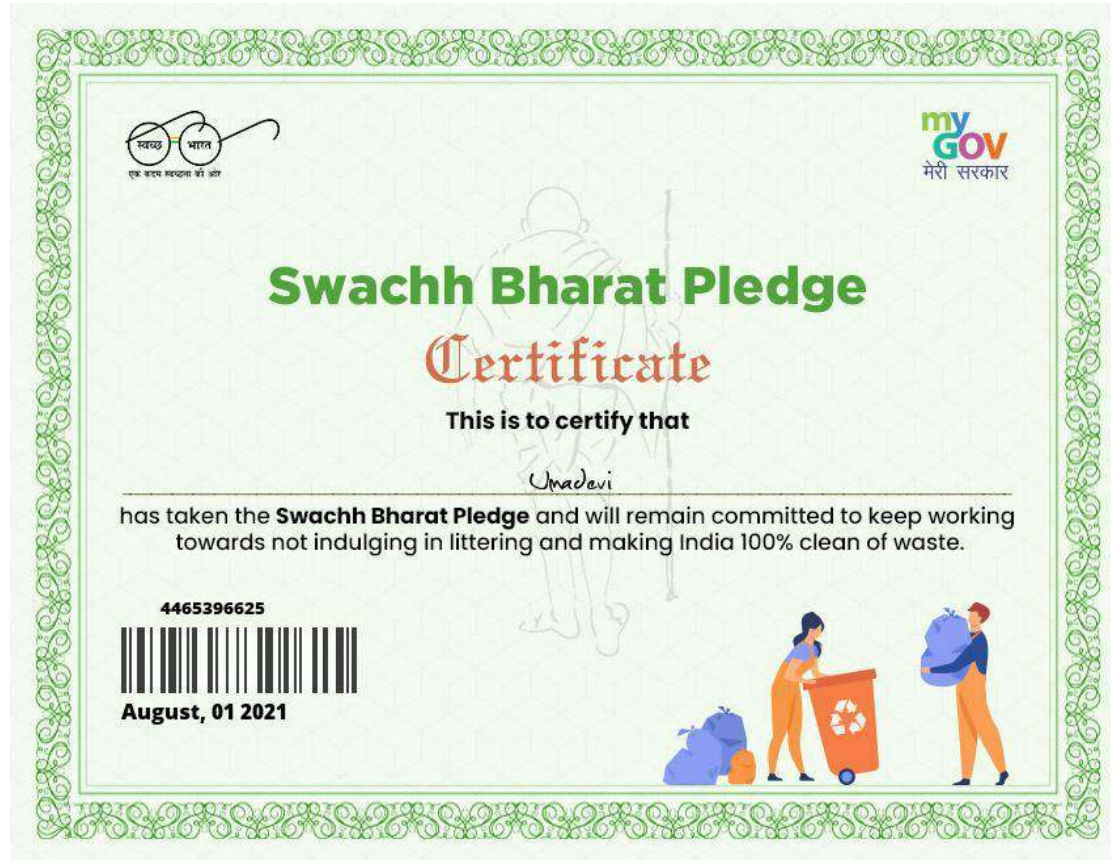 स्वच्छ भारत
एक कदम स्वच्छता की ओर
my
GOV
मेरी सरकार
Swachh Bharat Pledge
Certificate
This is to certify that
Umadevi
has taken the Swachh Bharat Pledge and will remain committed to keep working
towards not indulging in littering and making India 100% clean of waste.
4465396625
August, 01 2021